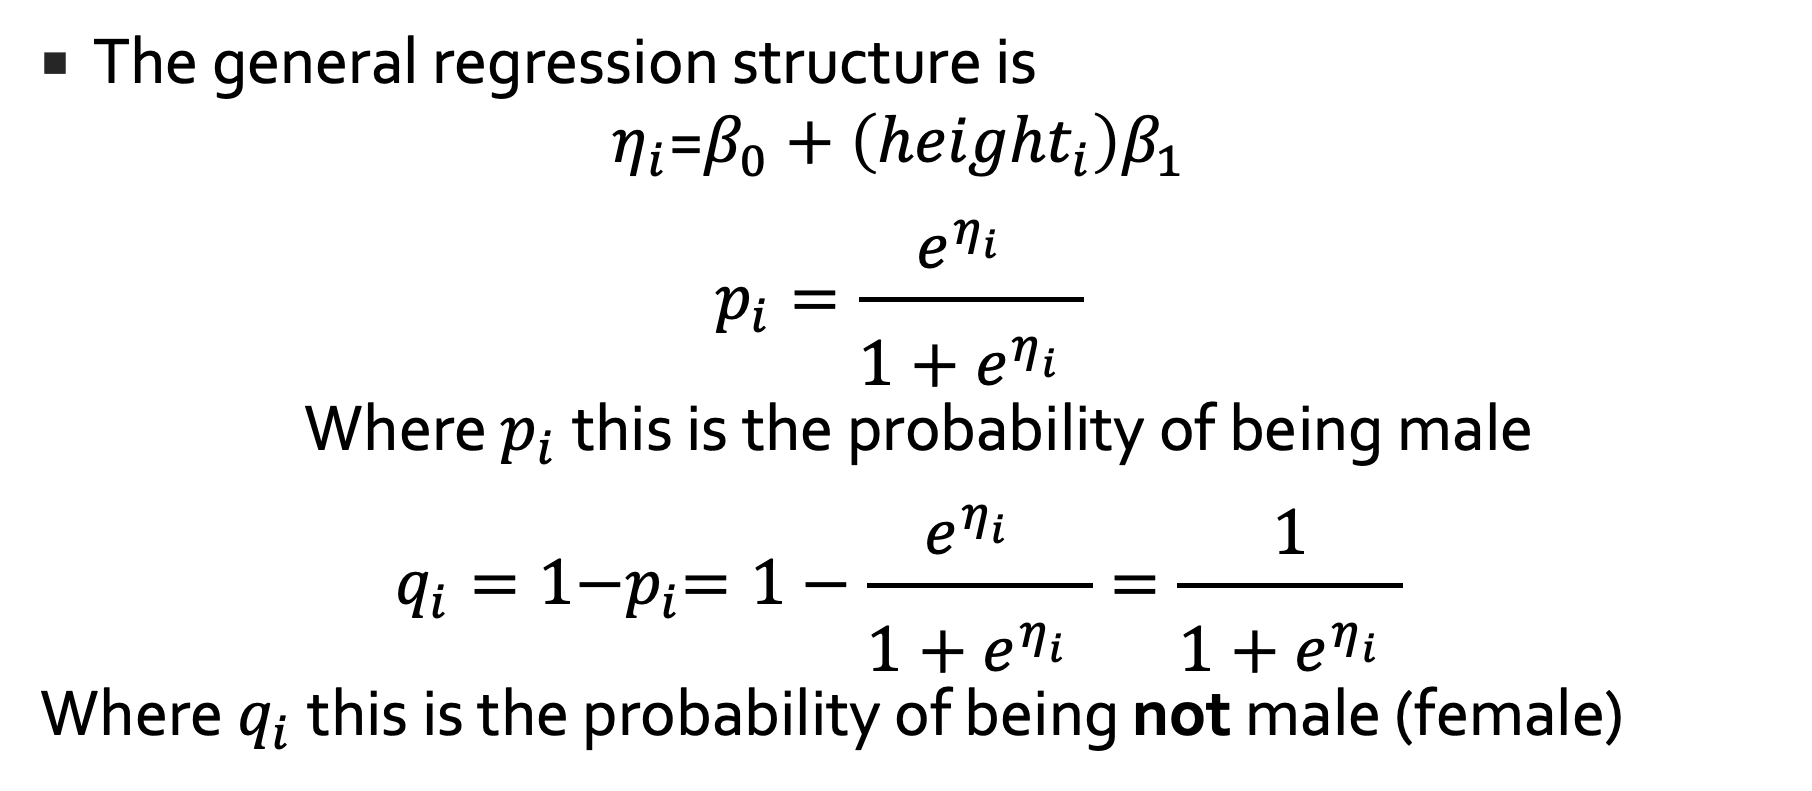 ▪ The general regression structure is
ηᵢ=β₀ + (heightᵢ)β₁
pᵢ = e^ηᵢ / (1 + e^ηᵢ)
Where pᵢ this is the probability of being male
qᵢ = 1−pᵢ= 1 − e^ηᵢ / (1 + e^ηᵢ) = 1 / (1 + e^ηᵢ)
Where qᵢ this is the probability of being not male (female)